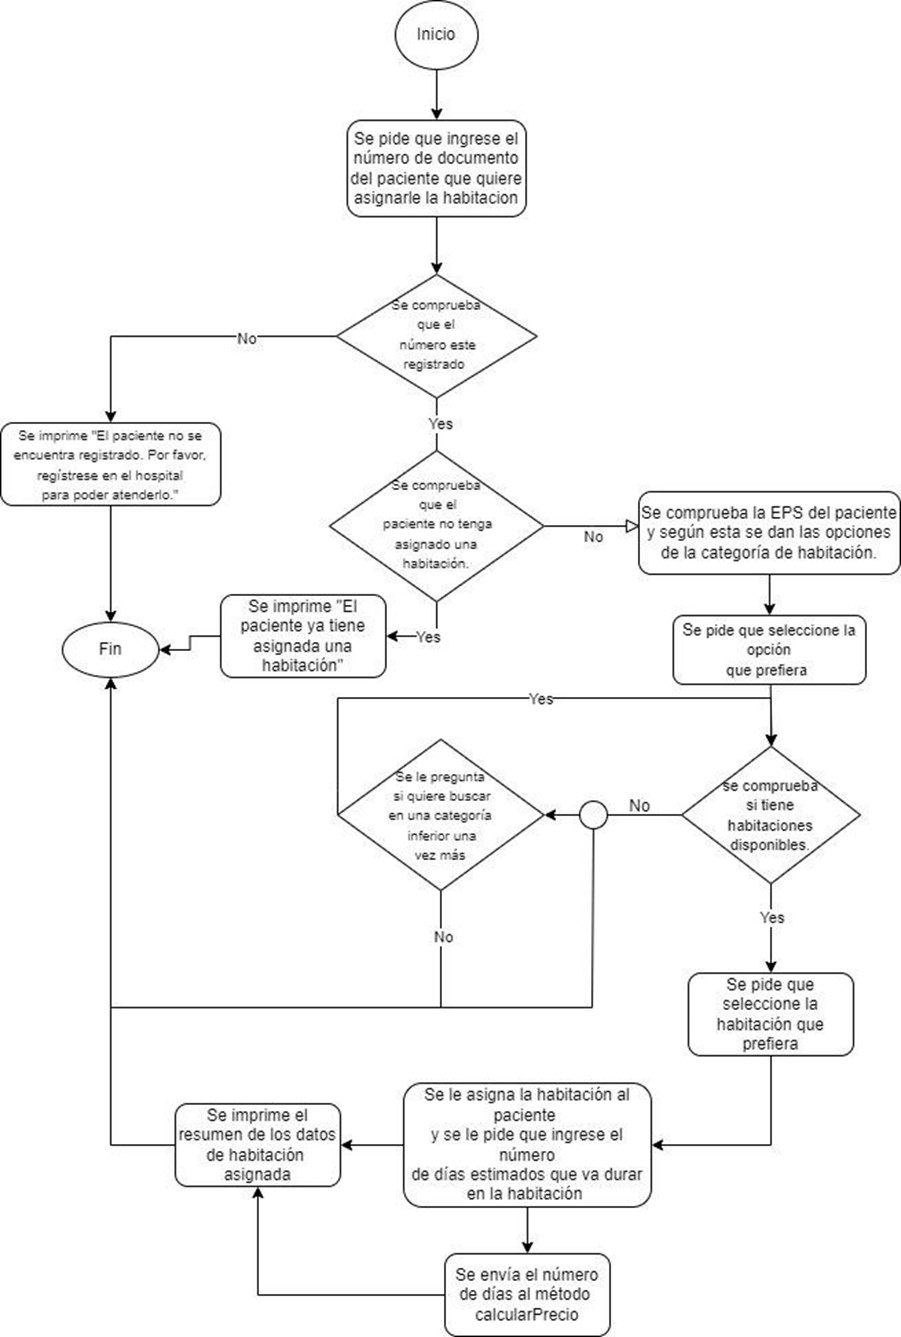 Inicio
Se pide que ingrese el
número de documento
del paciente que quiere
asignarle la habitacion
Se comprueba
que el
número este
registrado
No
Yes
Se imprime "El paciente no se
encuentra registrado. Por favor,
regístrese en el hospital
para poder atenderlo."
Se comprueba
que el
paciente no tenga
asignado una
habitación.
No
Se comprueba la EPS del paciente
y según esta se dan las opciones
de la categoría de habitación.
Yes
Se imprime "El
paciente ya tiene
asignada una
habitación"
Fin
Se pide que seleccione la
opción
que prefiera
Yes
Se le pregunta
si quiere buscar
en una categoría
inferior una
vez más
No
se comprueba
si tiene
habitaciones
disponibles.
No
Yes
Se pide que
seleccione la
habitación que
prefiera
Se le asigna la habitación al
paciente
y se le pide que ingrese el
número
de días estimados que va durar
en la habitación
Se imprime el
resumen de los datos
de habitación
asignada
Se envía el número
de días al método
calcularPrecio